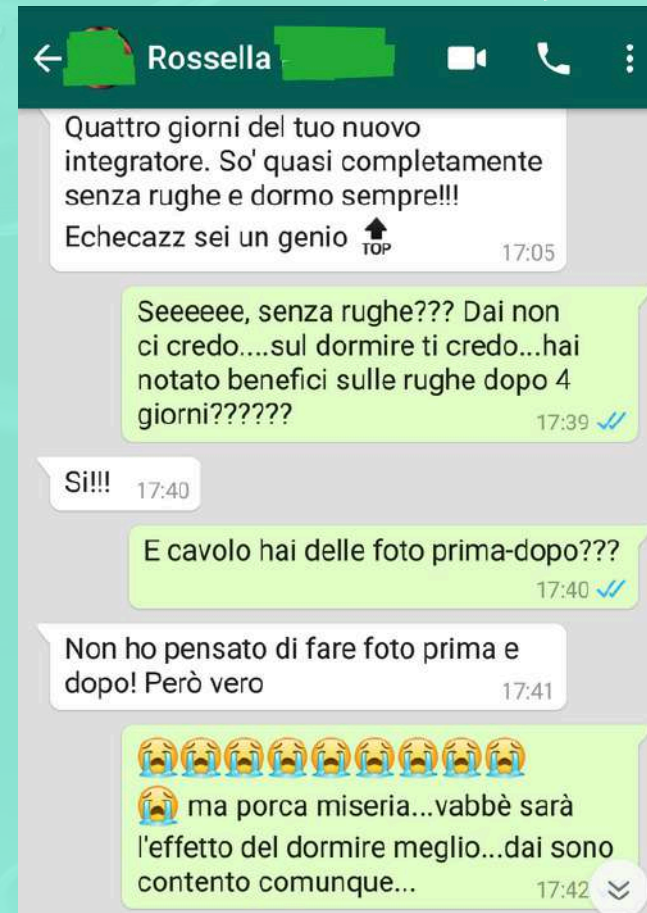 Rossella
Quattro giorni del tuo nuovo
integratore. So' quasi completamente
senza rughe e dormo sempre!!!
Echecazz sei un genio TOP
17:05
Seeeeee, senza rughe??? Dai non
ci credo....sul dormire ti credo...hai
notato benefici sulle rughe dopo 4
giorni??????
17:39
Si!!! 17:40
E cavolo hai delle foto prima-dopo???
17:40
Non ho pensato di fare foto prima e
dopo! Però vero
17:41
😭😭😭😭😭😭😭😭😭
😭 ma porca miseria...vabbè sarà
l'effetto del dormire meglio...dai sono
contento comunque...
17:42